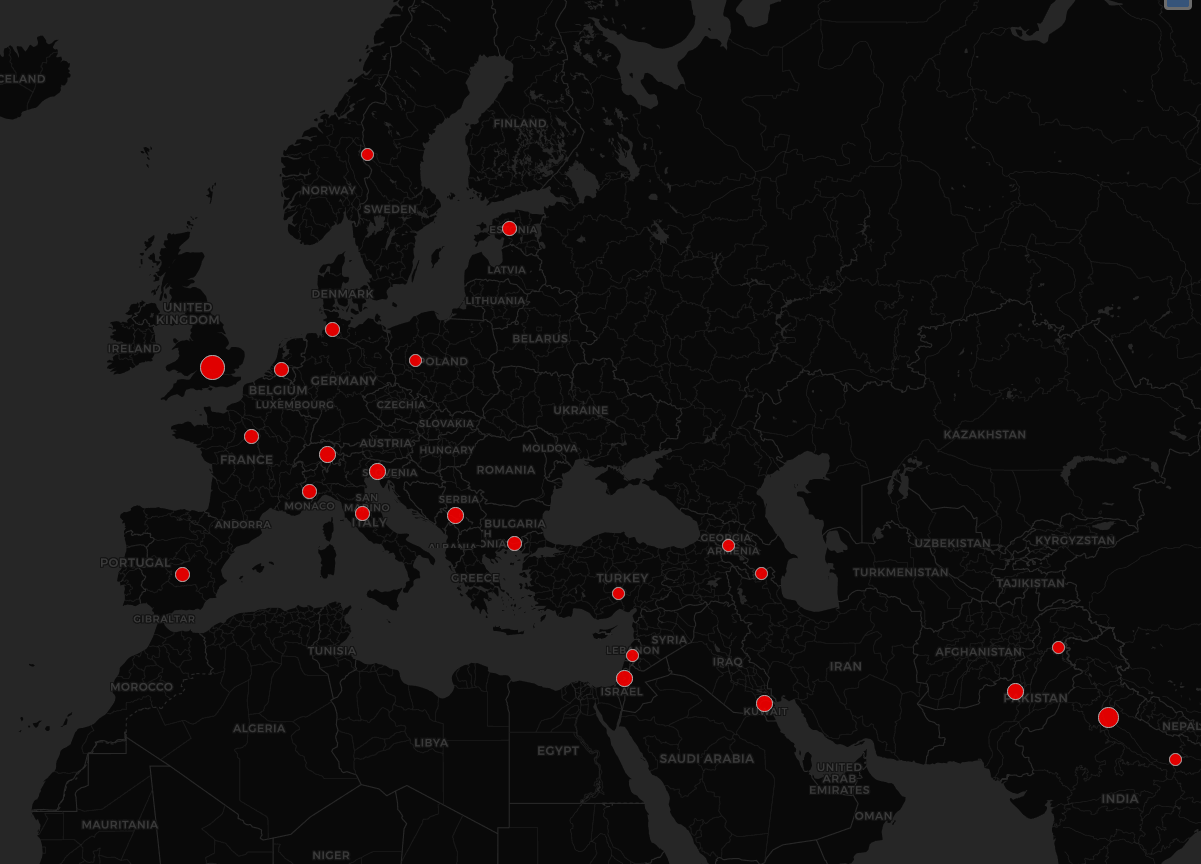 CELAND
FINLAND
NORWAY
SWEDEN
ESTONIA
LATVIA
DENMARK
LITHUANIA
UNITED
KINGDOM
IRELAND
BELARUS
POLAND
GERMANY
BELGIUM
LUXEMBOURG
CZECHIA
UKRAINE
SLOVAKIA
KAZAKHSTAN
AUSTRIA
HUNGARY
MOLDOVA
FRANCE
ROMANIA
SERBIA
SAN
MARINO
MONACO
ITALY
ANDORRA
BULGARIA
H
ALBANIA
GEORGIA
ARMENIA
UZBEKISTAN
KYRGYZSTAN
PORTUGAL
GREECE
TURKEY
TURKMENISTAN
TAJIKISTAN
GIBRALTAR
TUNISIA
SYRIA
LEBANON
AFGHANISTAN
IRAQ
IRAN
MOROCCO
ISRAEL
PAKISTAN
KUWAIT
NEPAL
ALGERIA
LIBYA
EGYPT
SAUDI ARABIA
UNITED
ARAB
EMIRATES
INDIA
OMAN
MAURITANIA
NIGER